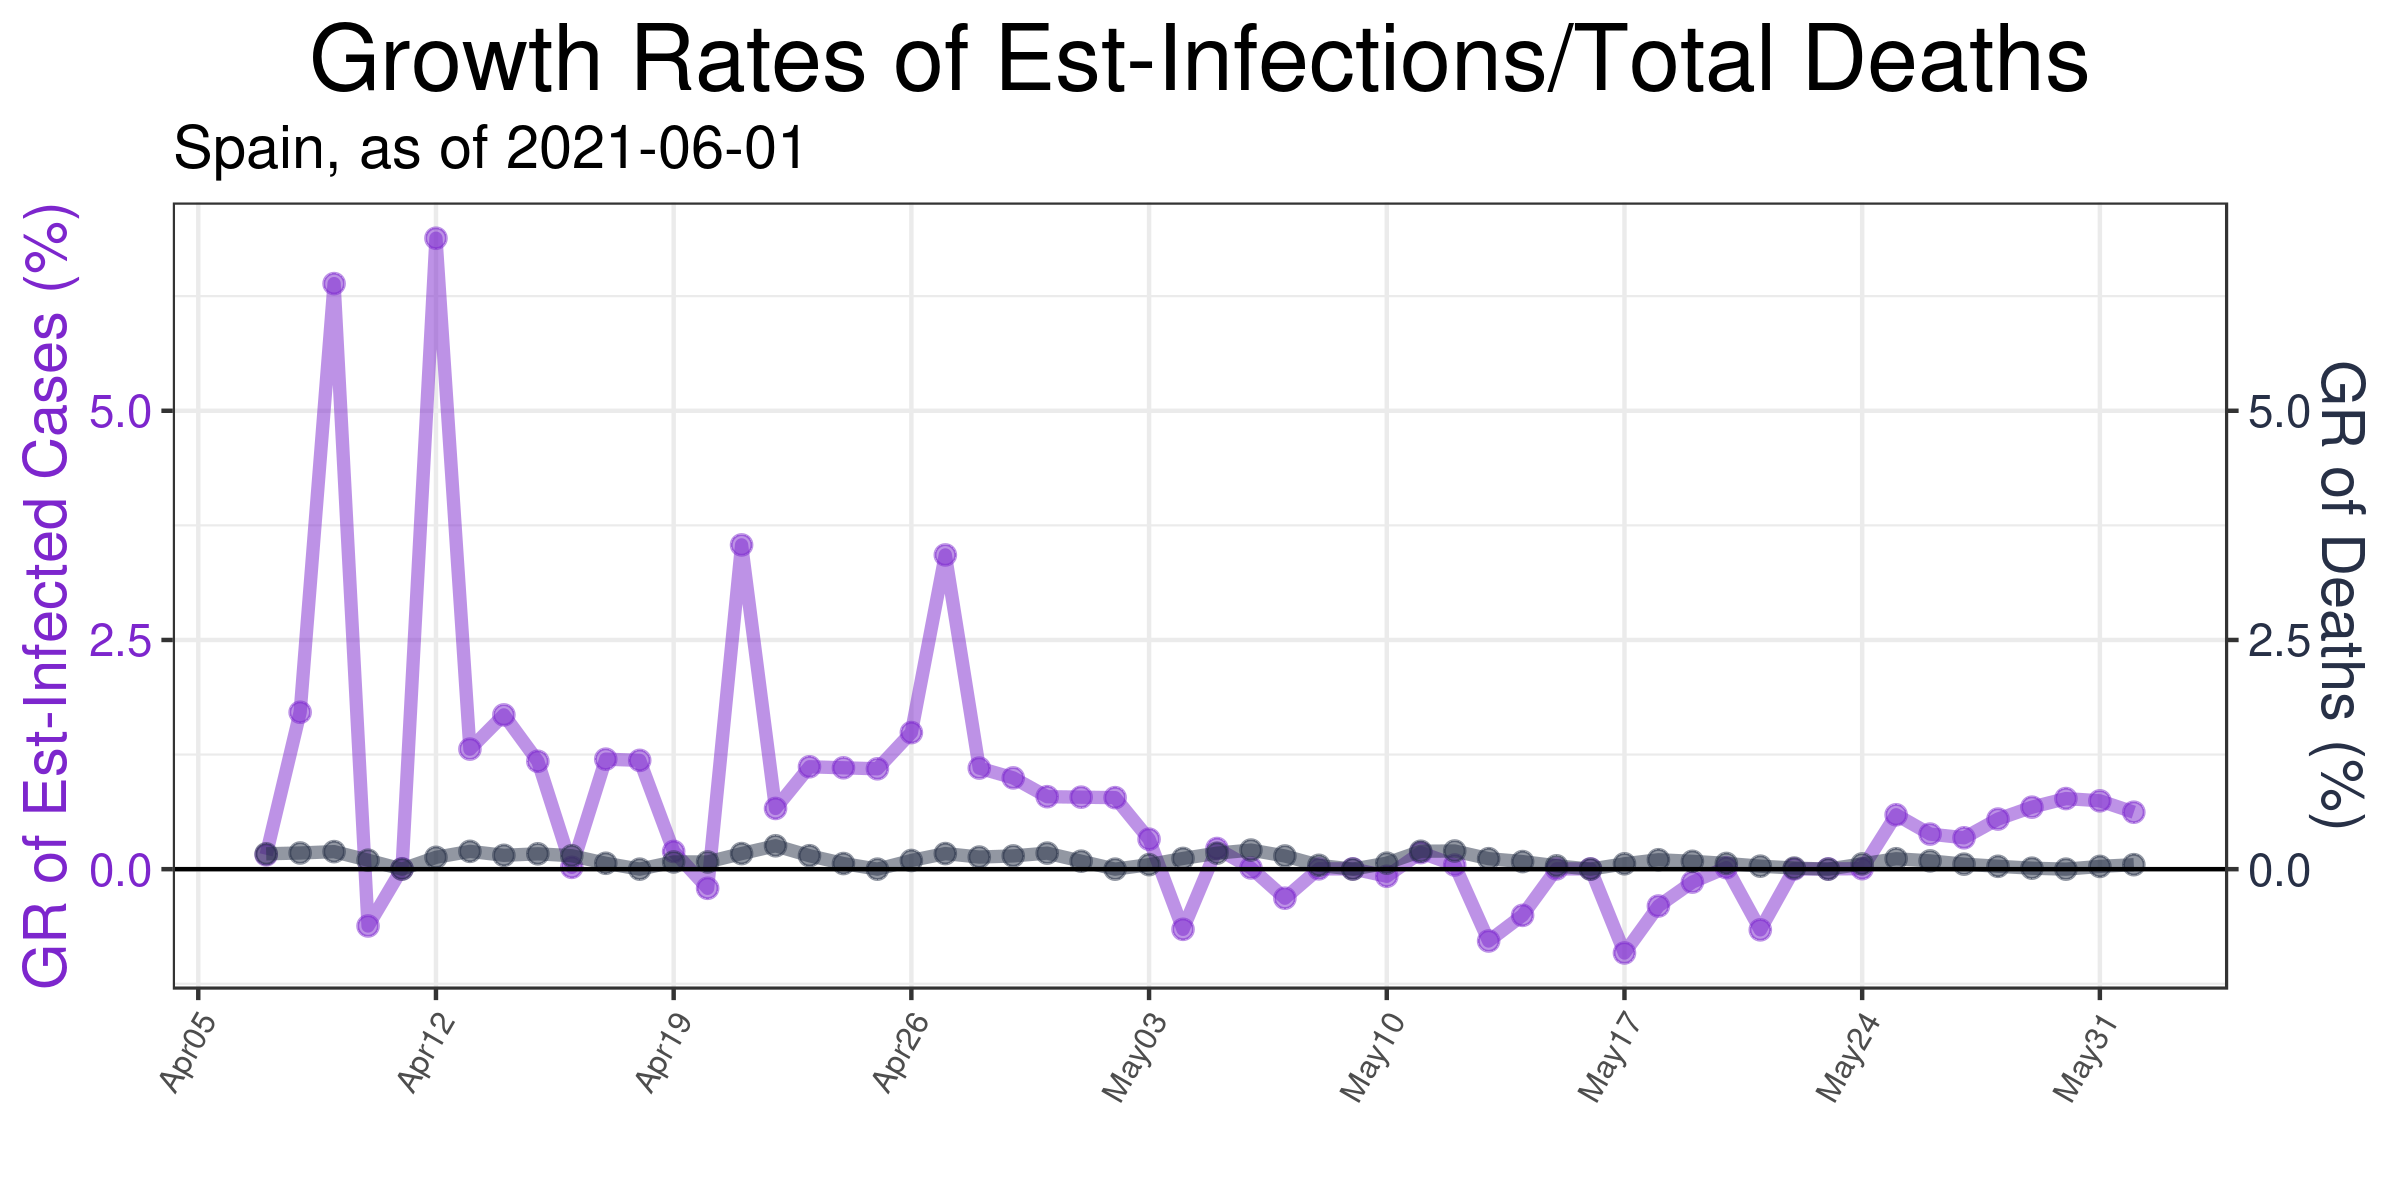 Growth Rates of Est-Infections/Total Deaths
Spain, as of 2021-06-01
GR of Est-Infected Cases (%)
5.0
2.5
0.0
5.0
2.5
0.0
GR of Deaths (%)
Apr05
Apr12
Apr19
Apr26
May03
May10
May17
May24
May31